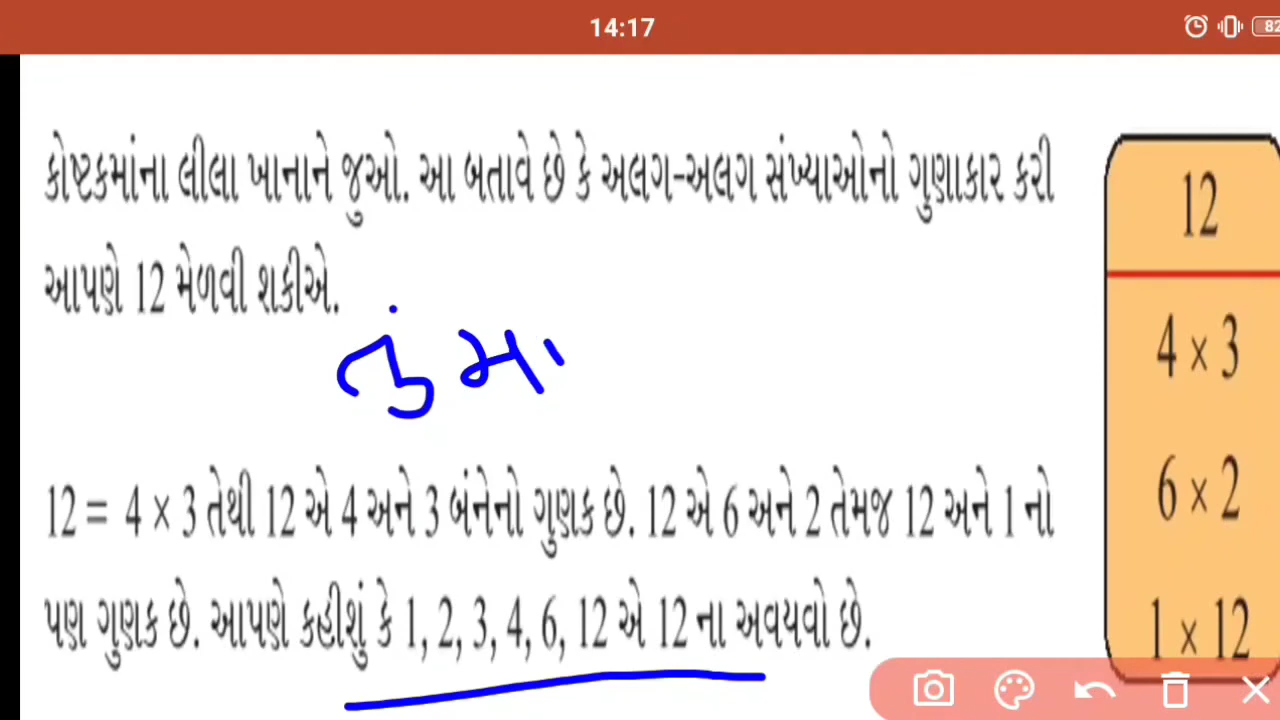 14:17
82
કોષ્ટકમાંના લીલા ખાનાને જુઓ. આ બતાવે છે કે અલગ-અલગ સંખ્યાઓનો ગુણાકાર કરી
આપણે 12 મેળવી શકીએ.
12 = 4 × 3 તેથી 12 એ 4 અને 3 બંનેનો ગુણક છે. 12 એ 6 અને 2 તેમજ 12 અને 1 નો
પણ ગુણક છે. આપણે કહીશું કે 1, 2, 3, 4, 6, 12 એ 12 ના અવયવો છે.
12
4 × 3
6 × 2
1 × 12